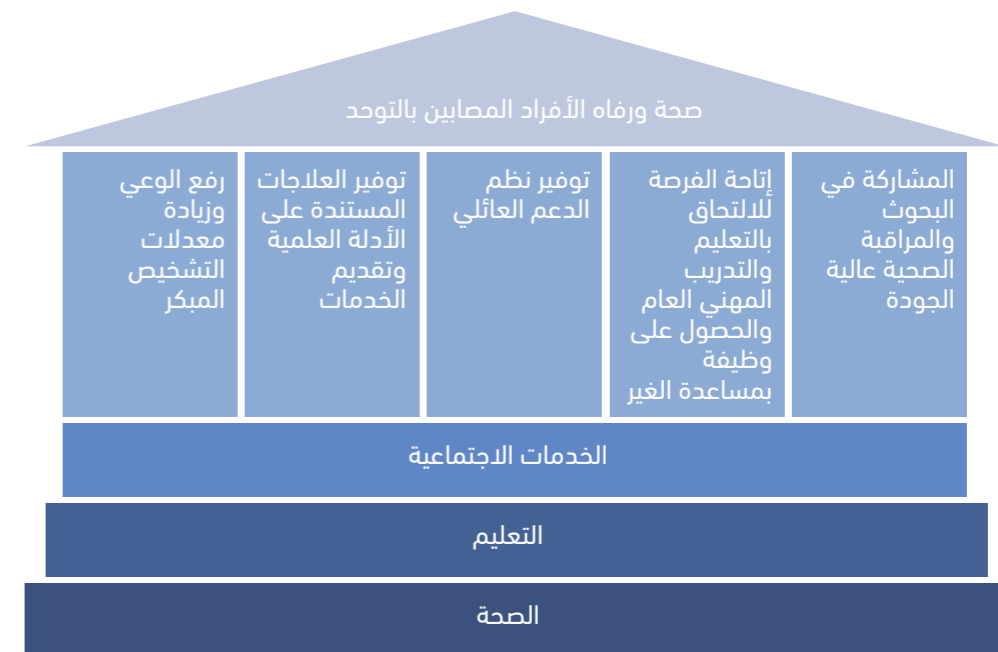 صحة ورفاه الأفراد المصابين بالتوحد
المشاركة في
البحوث
والمراقبة
الصحية عالية
الجودة
إتاحة الفرصة
للالتحاق
بالتعليم
والتدريب
المهني العام
والحصول على
وظيفة
بمساعدة الغير
توفير نظم
الدعم العائلي
توفير العلاجات
المستندة على
الأدلة العلمية
وتقديم
الخدمات
رفع الوعي
وزيادة
معدلات
التشخيص
المبكر
الخدمات الاجتماعية
التعليم
الصحة